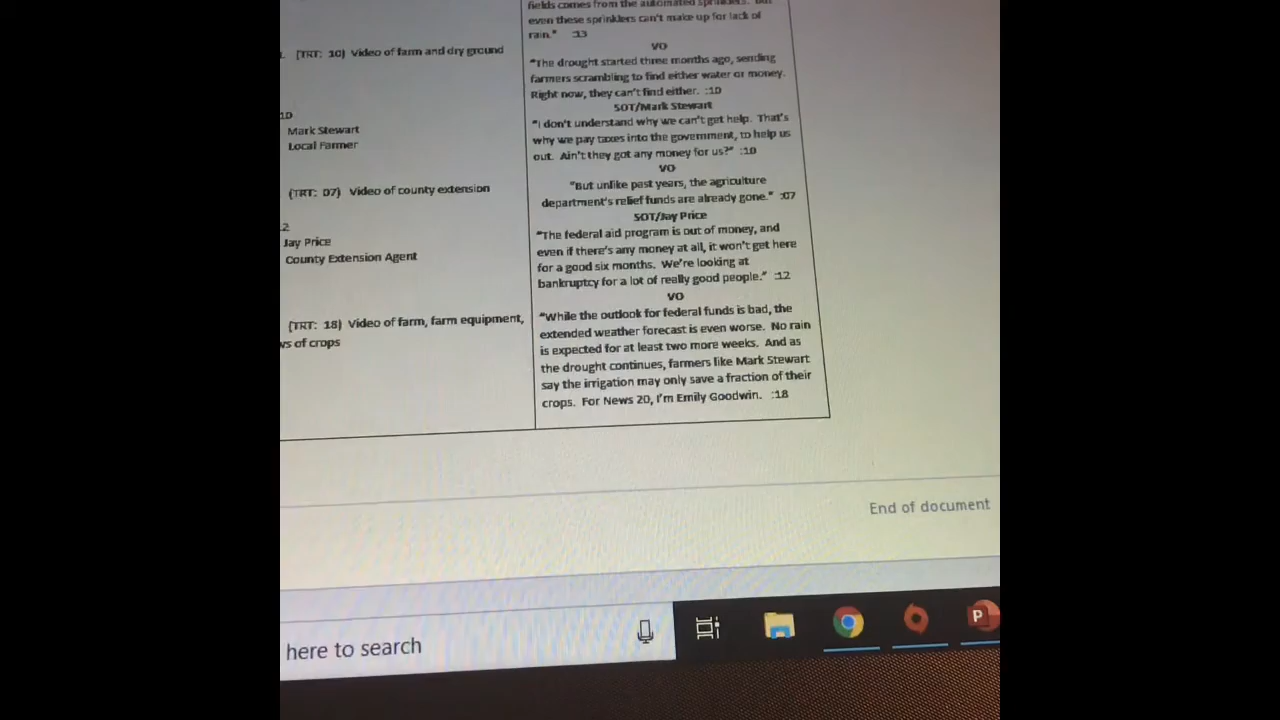 fields comes from the automated sprinklers. But
even these sprinklers can't make up for lack of
rain." :13
(TRT: 10) Video of farm and dry ground
VO
"The drought started three months ago, sending
farmers scrambling to find either water or money.
Right now, they can't find either. :10
10
Mark Stewart
Local Farmer
SOT/Mark Stewart
"I don't understand why we can't get help. That's
why we pay taxes into the government, to help us
out. Ain't they got any money for us?" :10
(TRT: 07) Video of county extension
VO
"But unlike past years, the agriculture
department's relief funds are already gone." :07
2
Jay Price
County Extension Agent
SOT/Jay Price
"The federal aid program is out of money, and
even if there's any money at all, it won't get here
for a good six months. We're looking at
bankruptcy for a lot of really good people." :12
(TRT: 18) Video of farm, farm equipment,
ws of crops
VO
"While the outlook for federal funds is bad, the
extended weather forecast is even worse. No rain
is expected for at least two more weeks. And as
the drought continues, farmers like Mark Stewart
say the irrigation may only save a fraction of their
crops. For News 20, I'm Emily Goodwin. :18
End of document
here to search
P